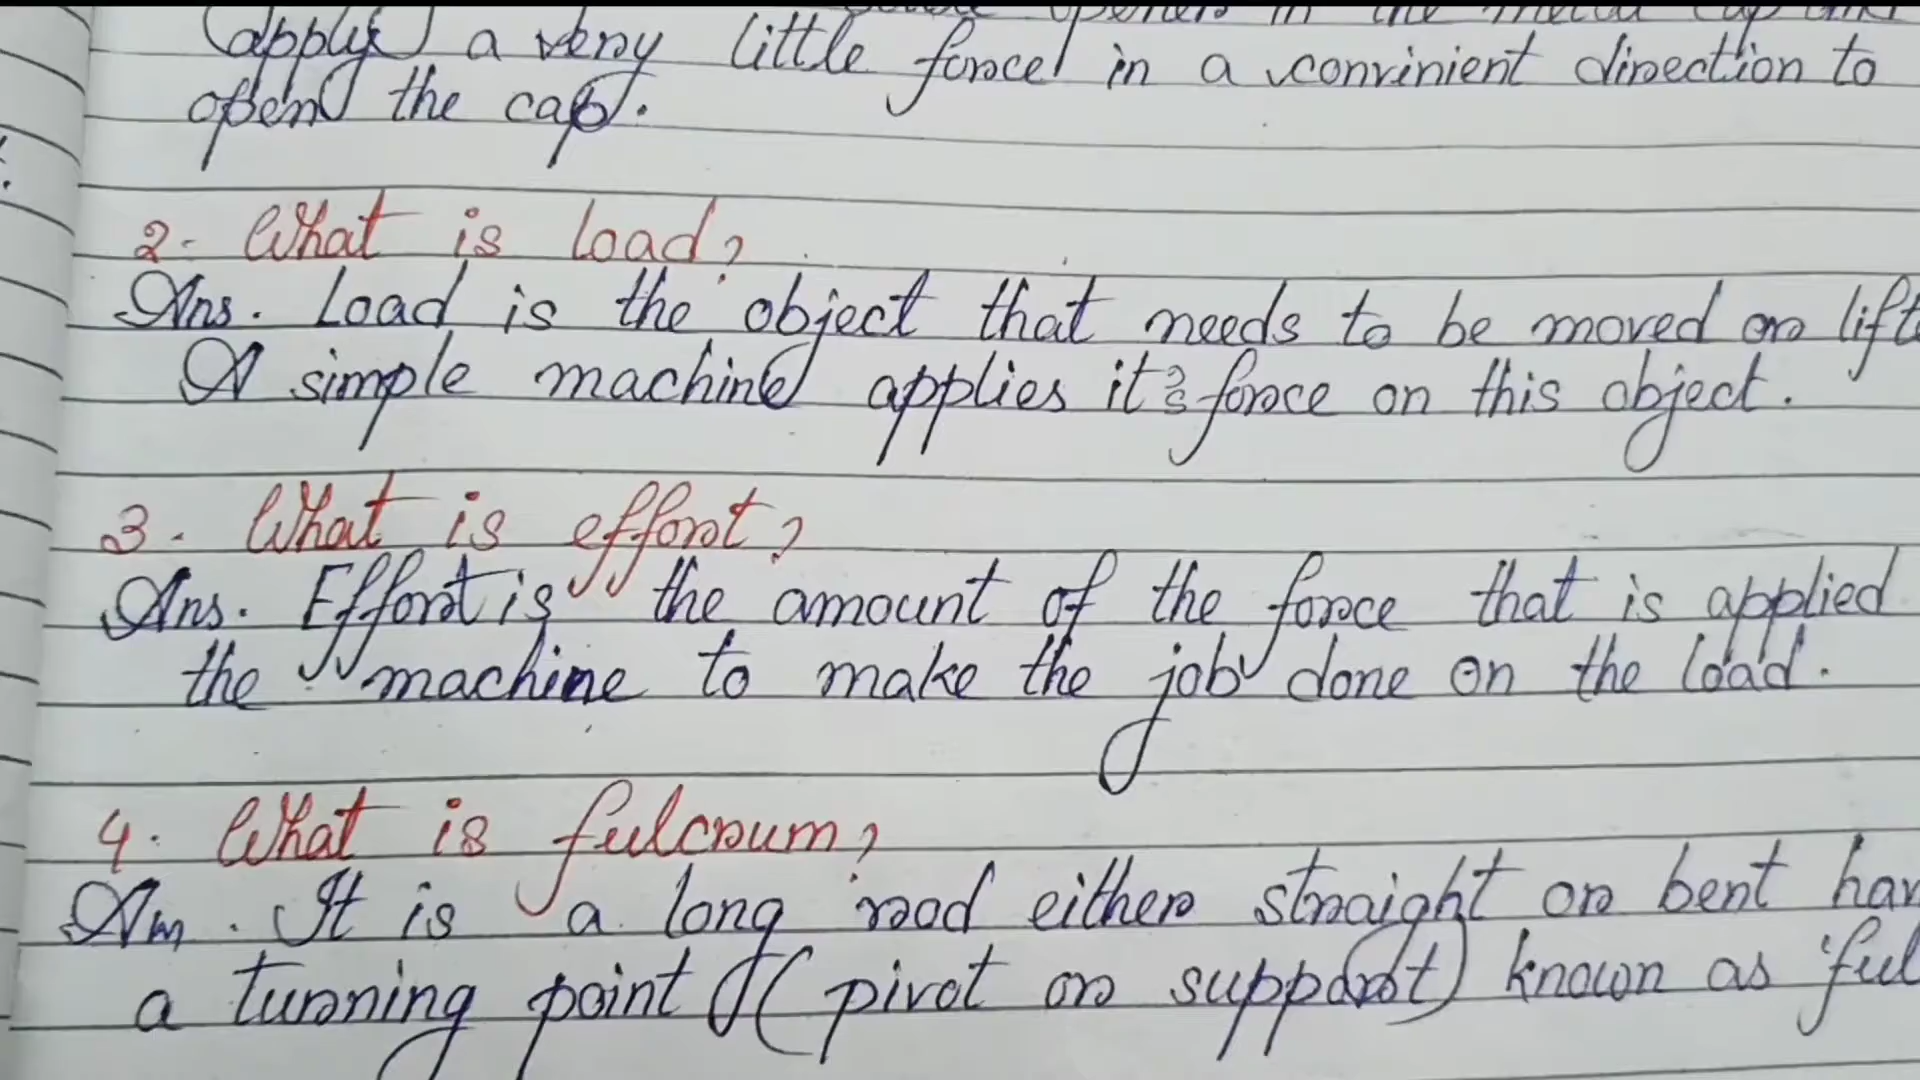 apply a very little force in a convinient direction to
open the cap.
2. What is load?
Ans. Load is the object that needs to be moved or lift
A simple machine applies its force on this object.
3. What is effort?
Ans. Effort is the amount of the force that is applied
the machine to make the job done on the load.
4. What is fulcrum?
Ans. It is a long rod either straight or bent hav
a turning point (pivot or support) known as 'ful